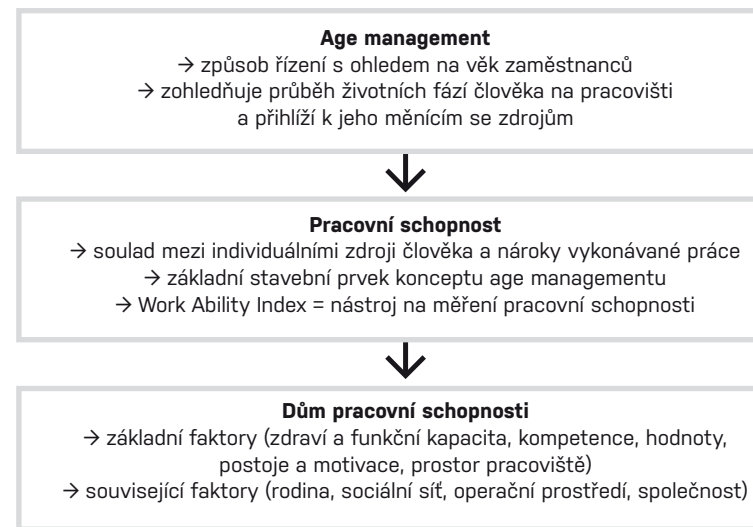 Age management
→ způsob řízení s ohledem na věk zaměstnanců
→ zohledňuje průběh životních fází člověka na pracovišti
a přihlíží k jeho měnícím se zdrojům
Pracovní schopnost
→ soulad mezi individuálními zdroji člověka a nároky vykonávané práce
→ základní stavební prvek konceptu age managementu
→ Work Ability Index = nástroj na měření pracovní schopnosti
Dům pracovní schopnosti
→ základní faktory (zdraví a funkční kapacita, kompetence, hodnoty,
postoje a motivace, prostor pracoviště)
→ související faktory (rodina, sociální síť, operační prostředí, společnost)